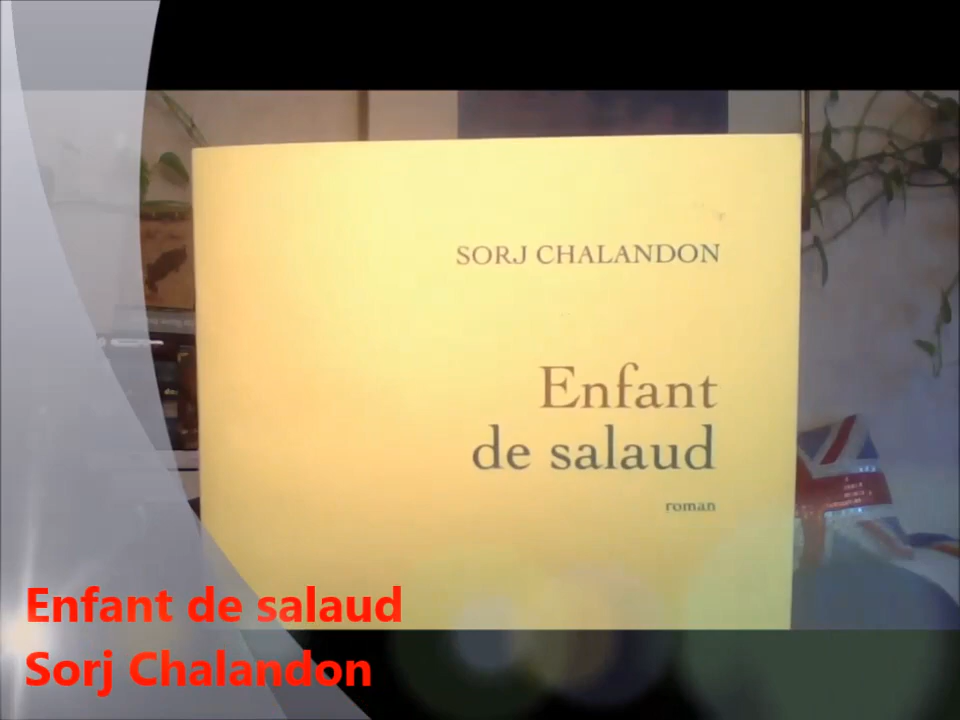 SORJ CHALANDON
Enfant
de salaud
roman
Enfant de salaud
Sorj Chalandon